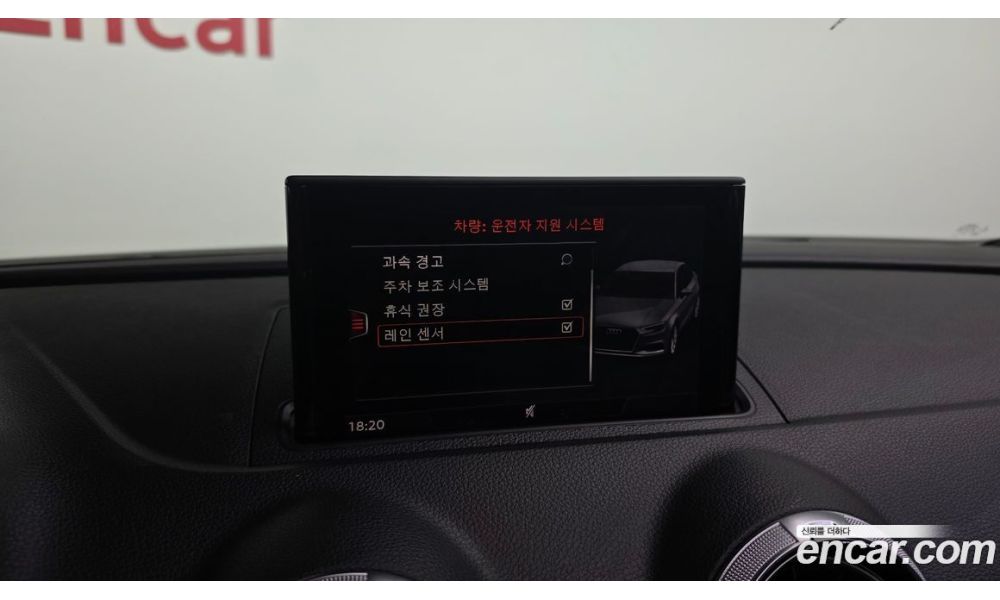 Encar
차량: 운전자 지원 시스템
과속 경고
주차 보조 시스템
휴식 권장
레인 센서
18:20
신뢰를 더하다
encar.com